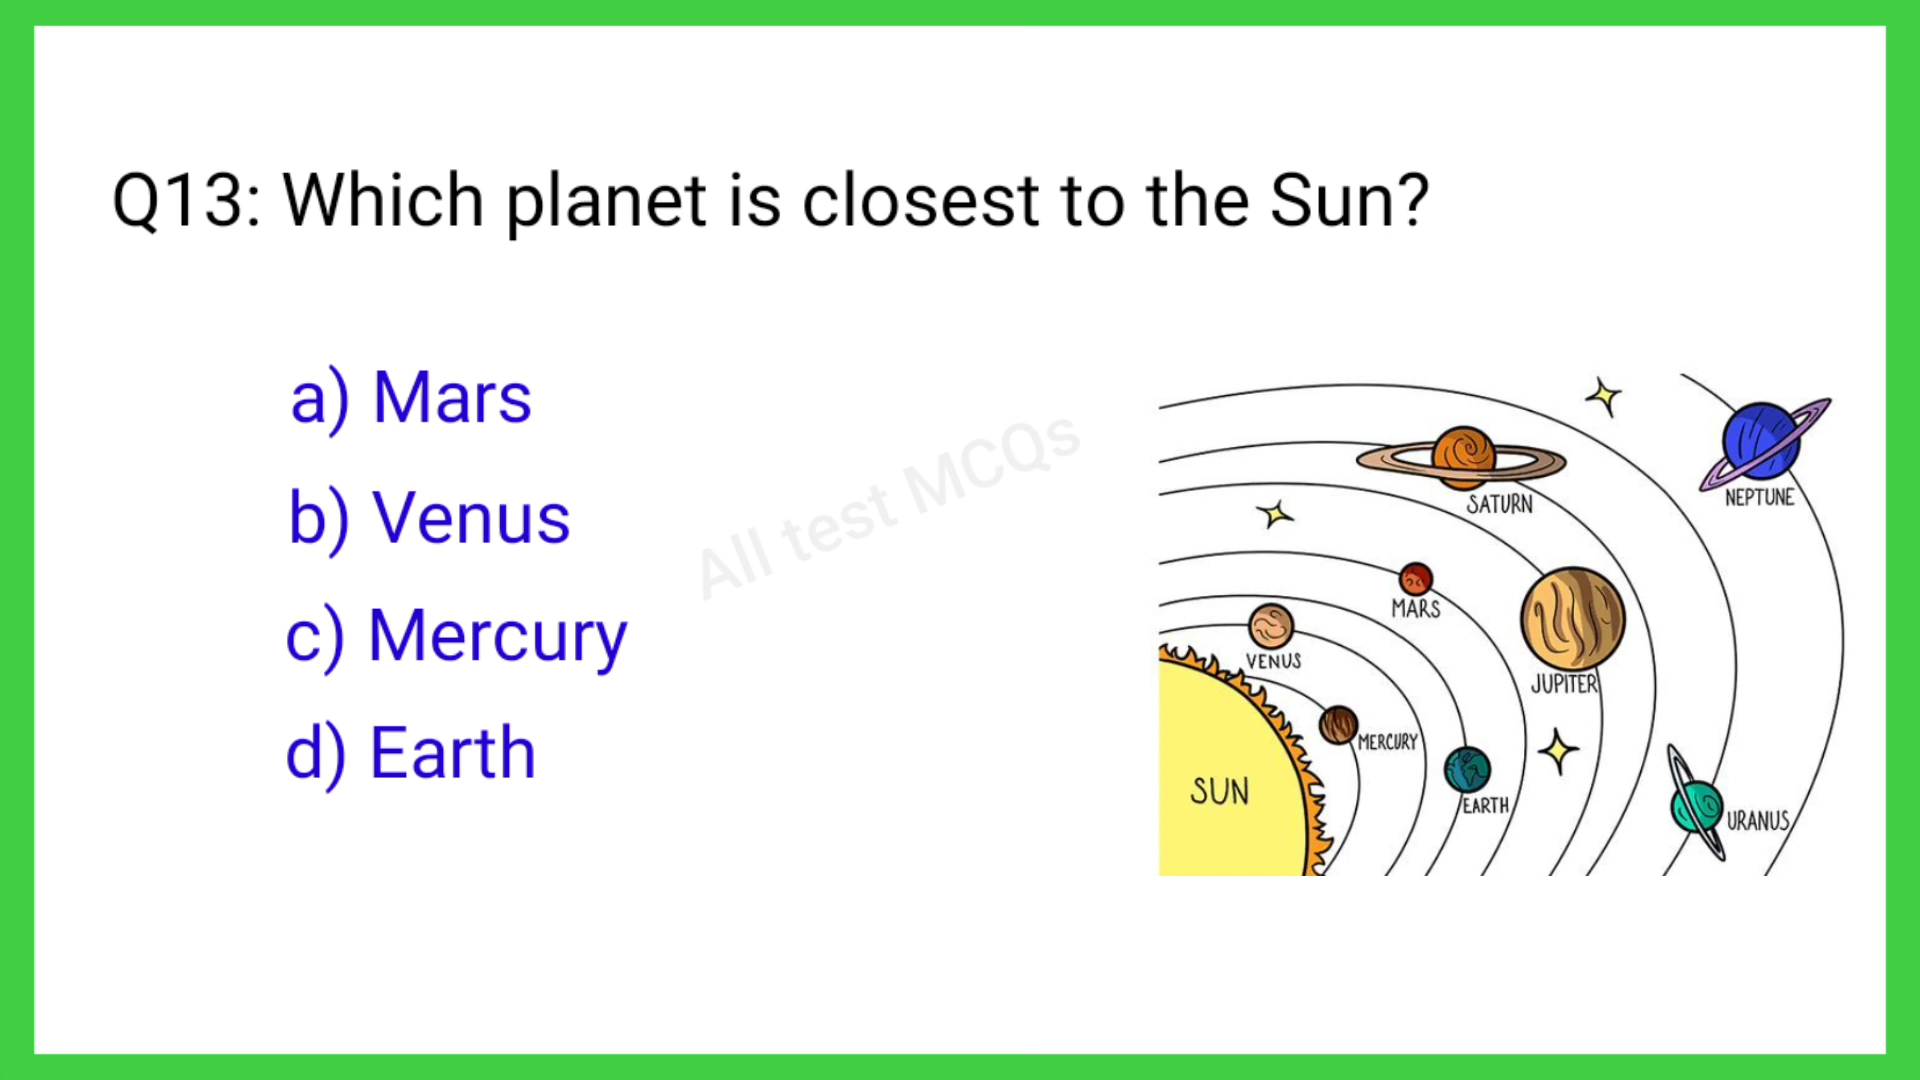 Q13: Which planet is closest to the Sun?
a) Mars
b) Venus
c) Mercury
d) Earth
All test MCQs
NEPTUNE
SATURN
MARS
VENUS
JUPITER
MERCURY
SUN
EARTH
URANUS